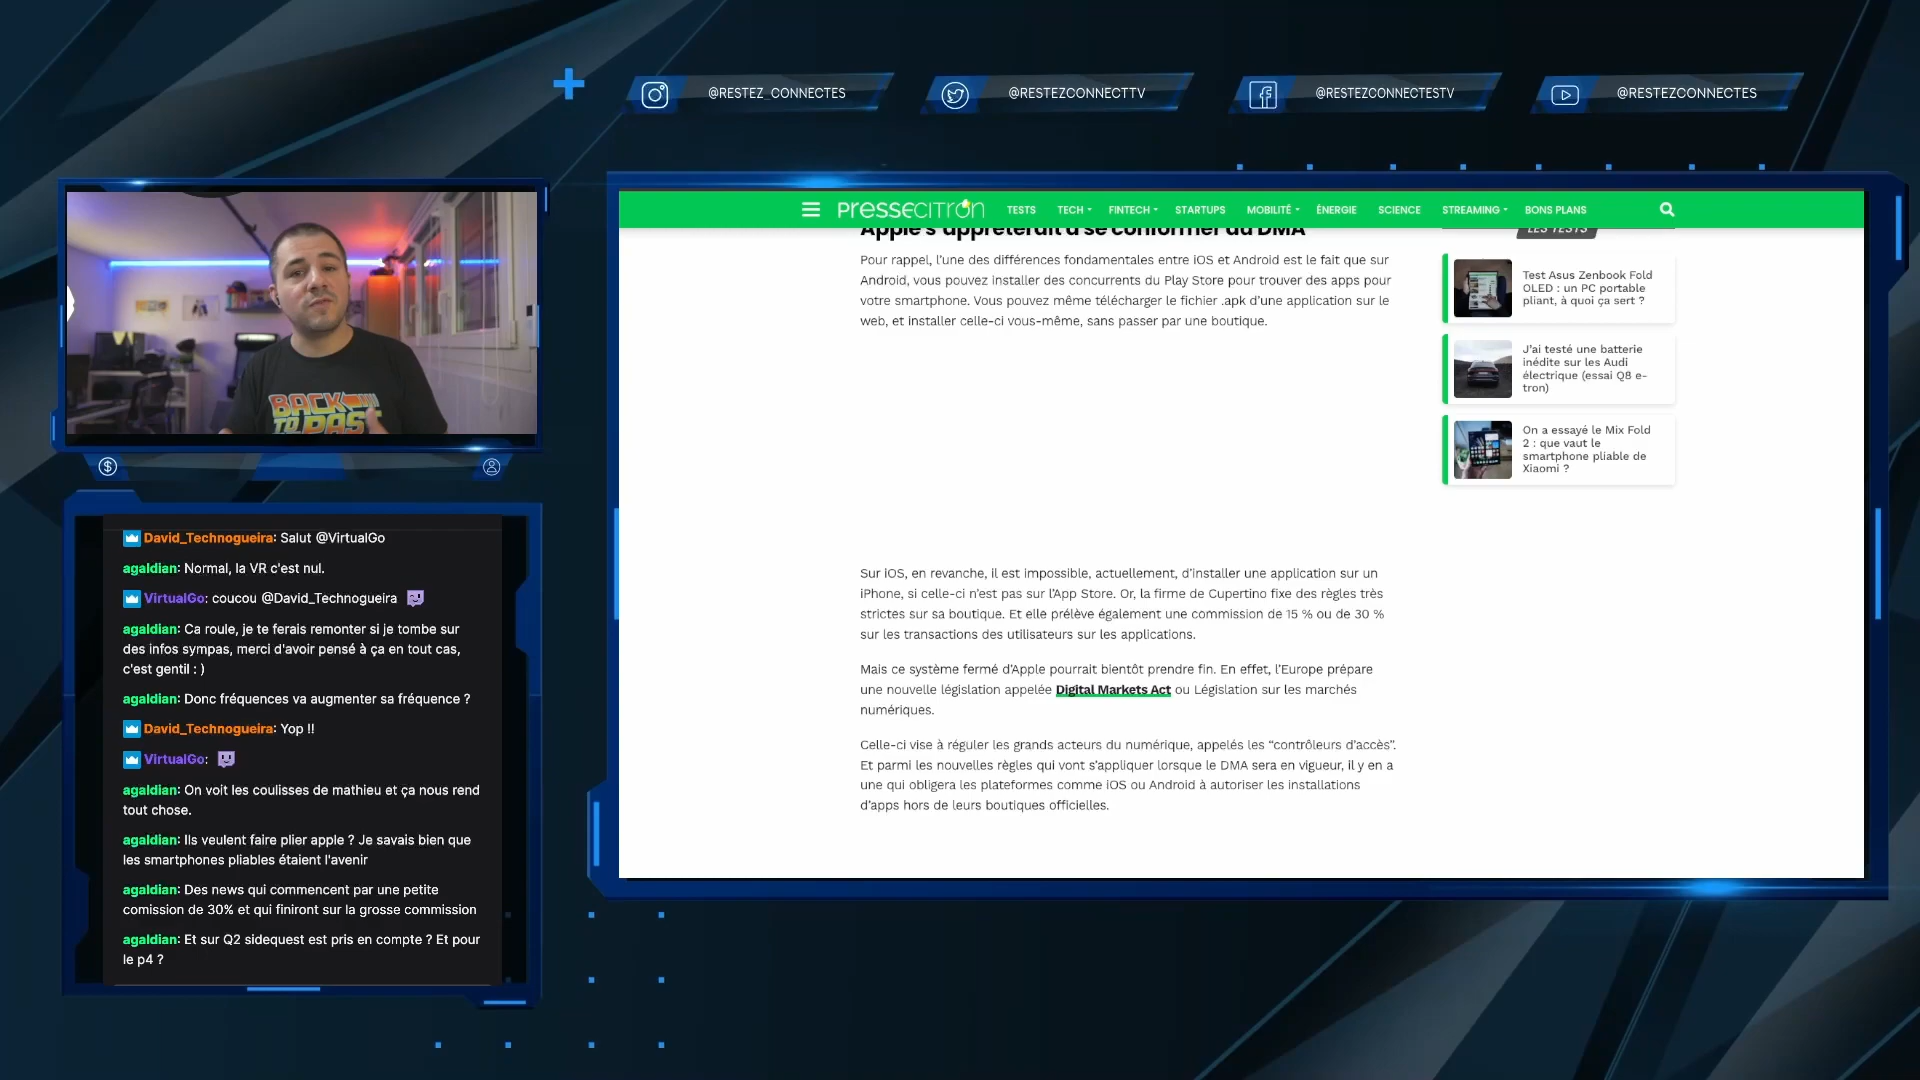 @RESTEZ_CONNECTES
@RESTEZCONNECTTV
@RESTEZCONNECTESTV
@RESTEZCONNECTES
PRESSECITRON
TESTS
TECH
FINTECH
STARTUPS
MOBILITÉ
ÉNERGIE
SCIENCE
STREAMING
BONS PLANS
BACK
TO PAST
Apple s'apprêterait à se conformer au DMA
Pour rappel, l'une des différences fondamentales entre iOS et Android est le fait que sur
Android, vous pouvez installer des concurrents du Play Store pour trouver des apps pour
votre smartphone. Vous pouvez même télécharger le fichier .apk d'une application sur le
web, et installer celle-ci vous-même, sans passer par une boutique.
Sur iOS, en revanche, il est impossible, actuellement, d'installer une application sur un
iPhone, si celle-ci n'est pas sur l'App Store. Or, la firme de Cupertino fixe des règles très
strictes sur sa boutique. Et elle prélève également une commission de 15 % ou de 30 %
sur les transactions des utilisateurs sur les applications.
Mais ce système fermé d'Apple pourrait bientôt prendre fin. En effet, l'Europe prépare
une nouvelle législation appelée Digital Markets Act ou Législation sur les marchés
numériques.
Celle-ci vise à réguler les grands acteurs du numérique, appelés les “contrôleurs d'accès”.
Et parmi les nouvelles règles qui vont s'appliquer lorsque le DMA sera en vigueur, il y en a
une qui obligera les plateformes comme iOS ou Android à autoriser les installations
d'apps hors de leurs boutiques officielles.
LES TESTS
Test Asus Zenbook Fold
OLED : un PC portable
pliant, à quoi ça sert ?
J'ai testé une batterie
inédite sur les Audi
électrique (essai Q8 e-
tron)
On a essayé le Mix Fold
2 : que vaut le
smartphone pliable de
Xiaomi ?
David_Technogueira: Salut @VirtualGo
agaldian: Normal, la VR c'est nul.
VirtualGo: coucou @David_Technogueira
agaldian: Ca roule, je te ferais remonter si je tombe sur
des infos sympas, merci d'avoir pensé à ça en tout cas,
c'est gentil : )
agaldian: Donc fréquences va augmenter sa fréquence ?
David_Technogueira: Yop !!
VirtualGo:
agaldian: On voit les coulisses de mathieu et ça nous rend
tout chose.
agaldian: Ils veulent faire plier apple ? Je savais bien que
les smartphones pliables étaient l'avenir
agaldian: Des news qui commencent par une petite
comission de 30% et qui finiront sur la grosse commission
agaldian: Et sur Q2 sidequest est pris en compte ? Et pour
le p4 ?